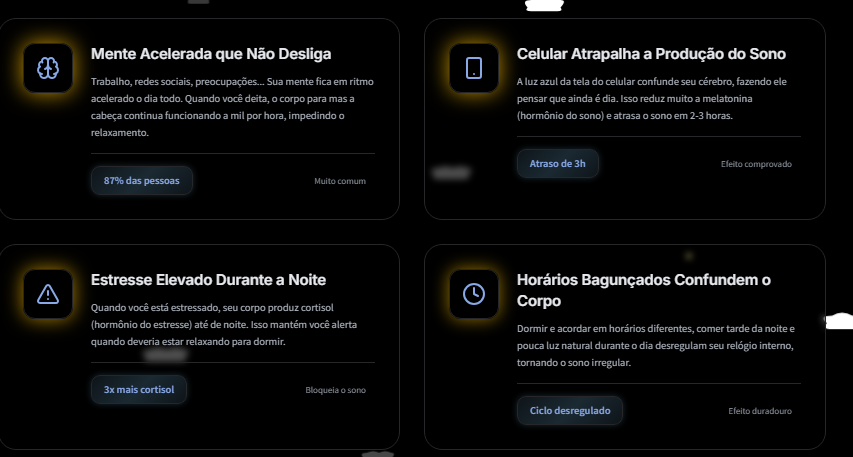 Mente Acelerada que Não Desliga
Trabalho, redes sociais, preocupações... Sua mente fica em ritmo
acelerado o dia todo. Quando você deita, o corpo para mas a
cabeça continua funcionando a mil por hora, impedindo o
relaxamento.
87% das pessoas
Muito comum
Celular Atrapalha a Produção do Sono
A luz azul da tela do celular confunde seu cérebro, fazendo ele
pensar que ainda é dia. Isso reduz muito a melatonina
(hormônio do sono) e atrasa o sono em 2-3 horas.
Atraso de 3h
Efeito comprovado
Estresse Elevado Durante a Noite
Quando você está estressado, seu corpo produz cortisol
(hormônio do estresse) até de noite. Isso mantém você alerta
quando deveria estar relaxando para dormir.
3x mais cortisol
Bloqueia o sono
Horários Bagunçados Confundem o
Corpo
Dormir e acordar em horários diferentes, comer tarde da noite e
pouca luz natural durante o dia desregulam seu relógio interno,
tornando o sono irregular.
Ciclo desregulado
Efeito duradouro